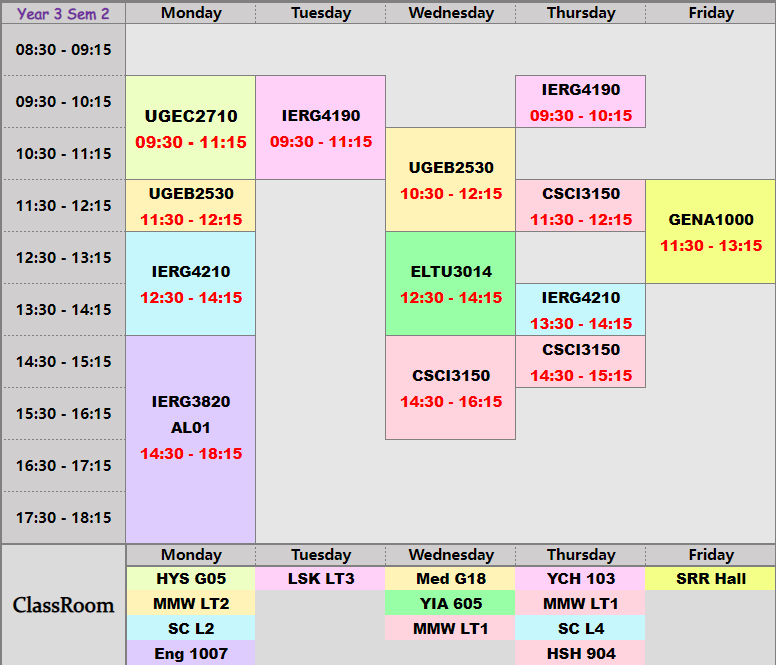 Year 3 Sem 2 Monday Tuesday Wednesday Thursday Friday
08:30 - 09:15
09:30 - 10:15
10:30 - 11:15
11:30 - 12:15
12:30 - 13:15
13:30 - 14:15
14:30 - 15:15
15:30 - 16:15
16:30 - 17:15
17:30 - 18:15
UGEC2710
09:30 - 11:15
UGEB2530
11:30 - 12:15
IERG4210
12:30 - 14:15
IERG3820
AL01
14:30 - 18:15
IERG4190
09:30 - 11:15
UGEB2530
10:30 - 12:15
ELTU3014
12:30 - 14:15
CSCI3150
14:30 - 16:15
IERG4190
09:30 - 10:15
CSCI3150
11:30 - 12:15
IERG4210
13:30 - 14:15
CSCI3150
14:30 - 15:15
GENA1000
11:30 - 13:15
ClassRoom
Monday Tuesday Wednesday Thursday Friday
HYS G05 LSK LT3 Med G18 YCH 103 SRR Hall
MMW LT2 YIA 605 MMW LT1
SC L2 MMW LT1 SC L4
Eng 1007 HSH 904